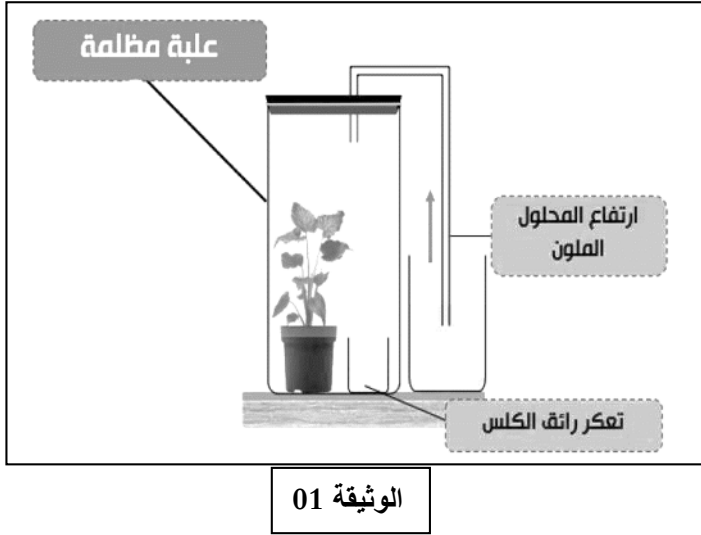 علبة مظلمة
ارتفاع المحلول
الملون
تعكر رائق الكلس
الوثيقة 01